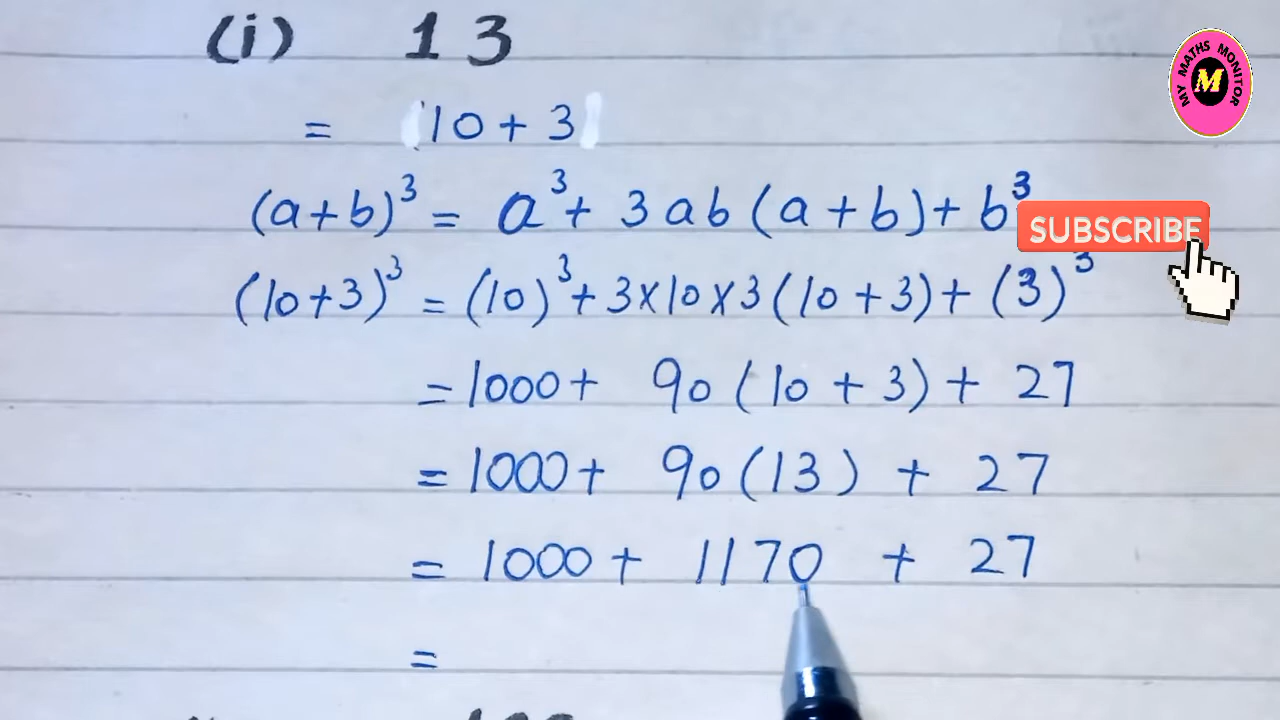 (i) 13
= (10 + 3)
(a+b)³ = a³ + 3ab(a+b) + b³
(10+3)³ = (10)³ + 3×10×3(10+3) + (3)³
= 1000 + 90(10+3) + 27
= 1000 + 90(13) + 27
= 1000 + 1170 + 27
=
MY MATHS MONITOR
M
SUBSCRIBE